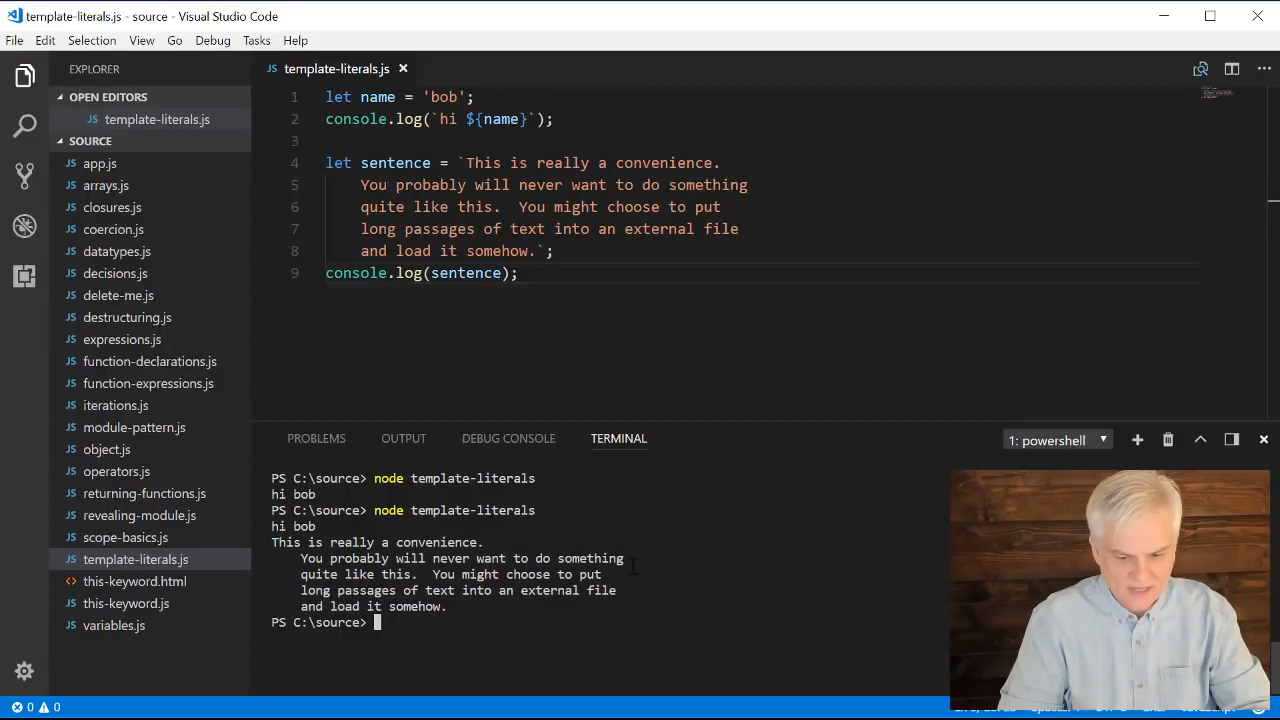 template-literals.js - source - Visual Studio Code
File Edit Selection View Go Debug Tasks Help
EXPLORER
template-literals.js
OPEN EDITORS
template-literals.js
SOURCE
app.js
arrays.js
closures.js
coercion.js
datatypes.js
decisions.js
delete-me.js
destructuring.js
expressions.js
function-declarations.js
function-expressions.js
iterations.js
module-pattern.js
object.js
operators.js
returning-functions.js
revealing-module.js
scope-basics.js
template-literals.js
this-keyword.html
this-keyword.js
variables.js
1 let name = 'bob';
2 console.log(`hi ${name}`);
3
4 let sentence = `This is really a convenience.
5     You probably will never want to do something
6     quite like this.  You might choose to put
7     long passages of text into an external file
8     and load it somehow.`;
9 console.log(sentence);
PROBLEMS OUTPUT DEBUG CONSOLE TERMINAL 1: powershell
PS C:\source> node template-literals
hi bob
PS C:\source> node template-literals
hi bob
This is really a convenience.
    You probably will never want to do something
    quite like this.  You might choose to put
    long passages of text into an external file
    and load it somehow.
PS C:\source>
0 0